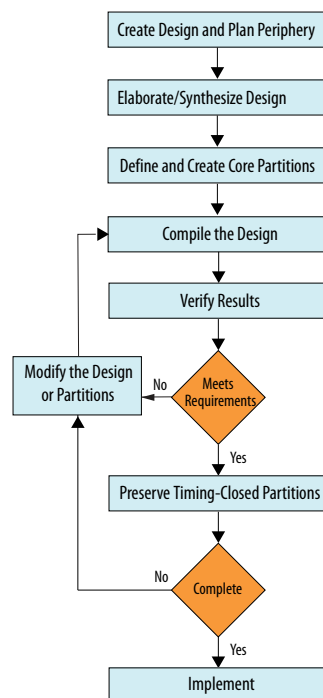 Create Design and Plan Periphery
Elaborate/Synthesize Design
Define and Create Core Partitions
Compile the Design
Verify Results
Modify the Design
or Partitions
No
Meets
Requirements
Yes
Preserve Timing-Closed Partitions
No
Complete
Yes
Implement